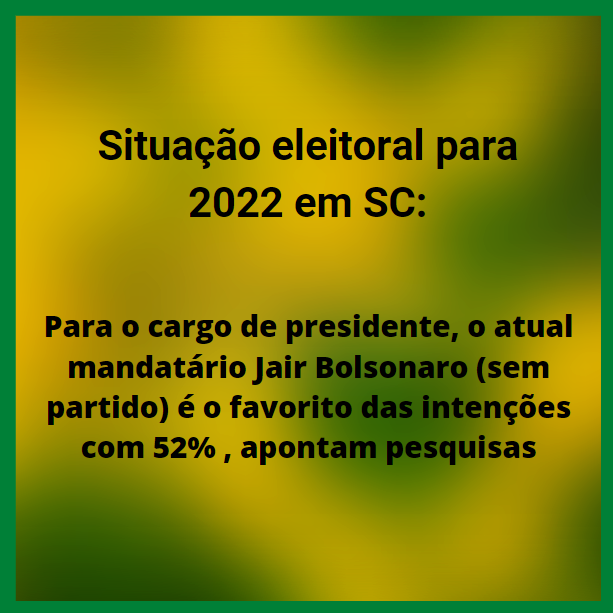 Situação eleitoral para
2022 em SC:
Para o cargo de presidente, o atual
mandatário Jair Bolsonaro (sem
partido) é o favorito das intenções
com 52% , apontam pesquisas